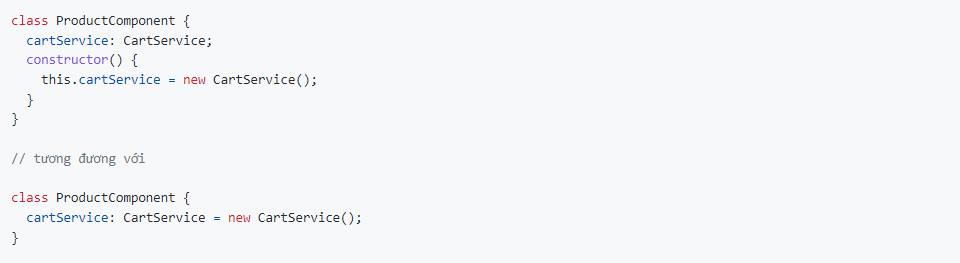 class ProductComponent {
  cartService: CartService;
  constructor() {
    this.cartService = new CartService();
  }
}
// tương đương với
class ProductComponent {
  cartService: CartService = new CartService();
}